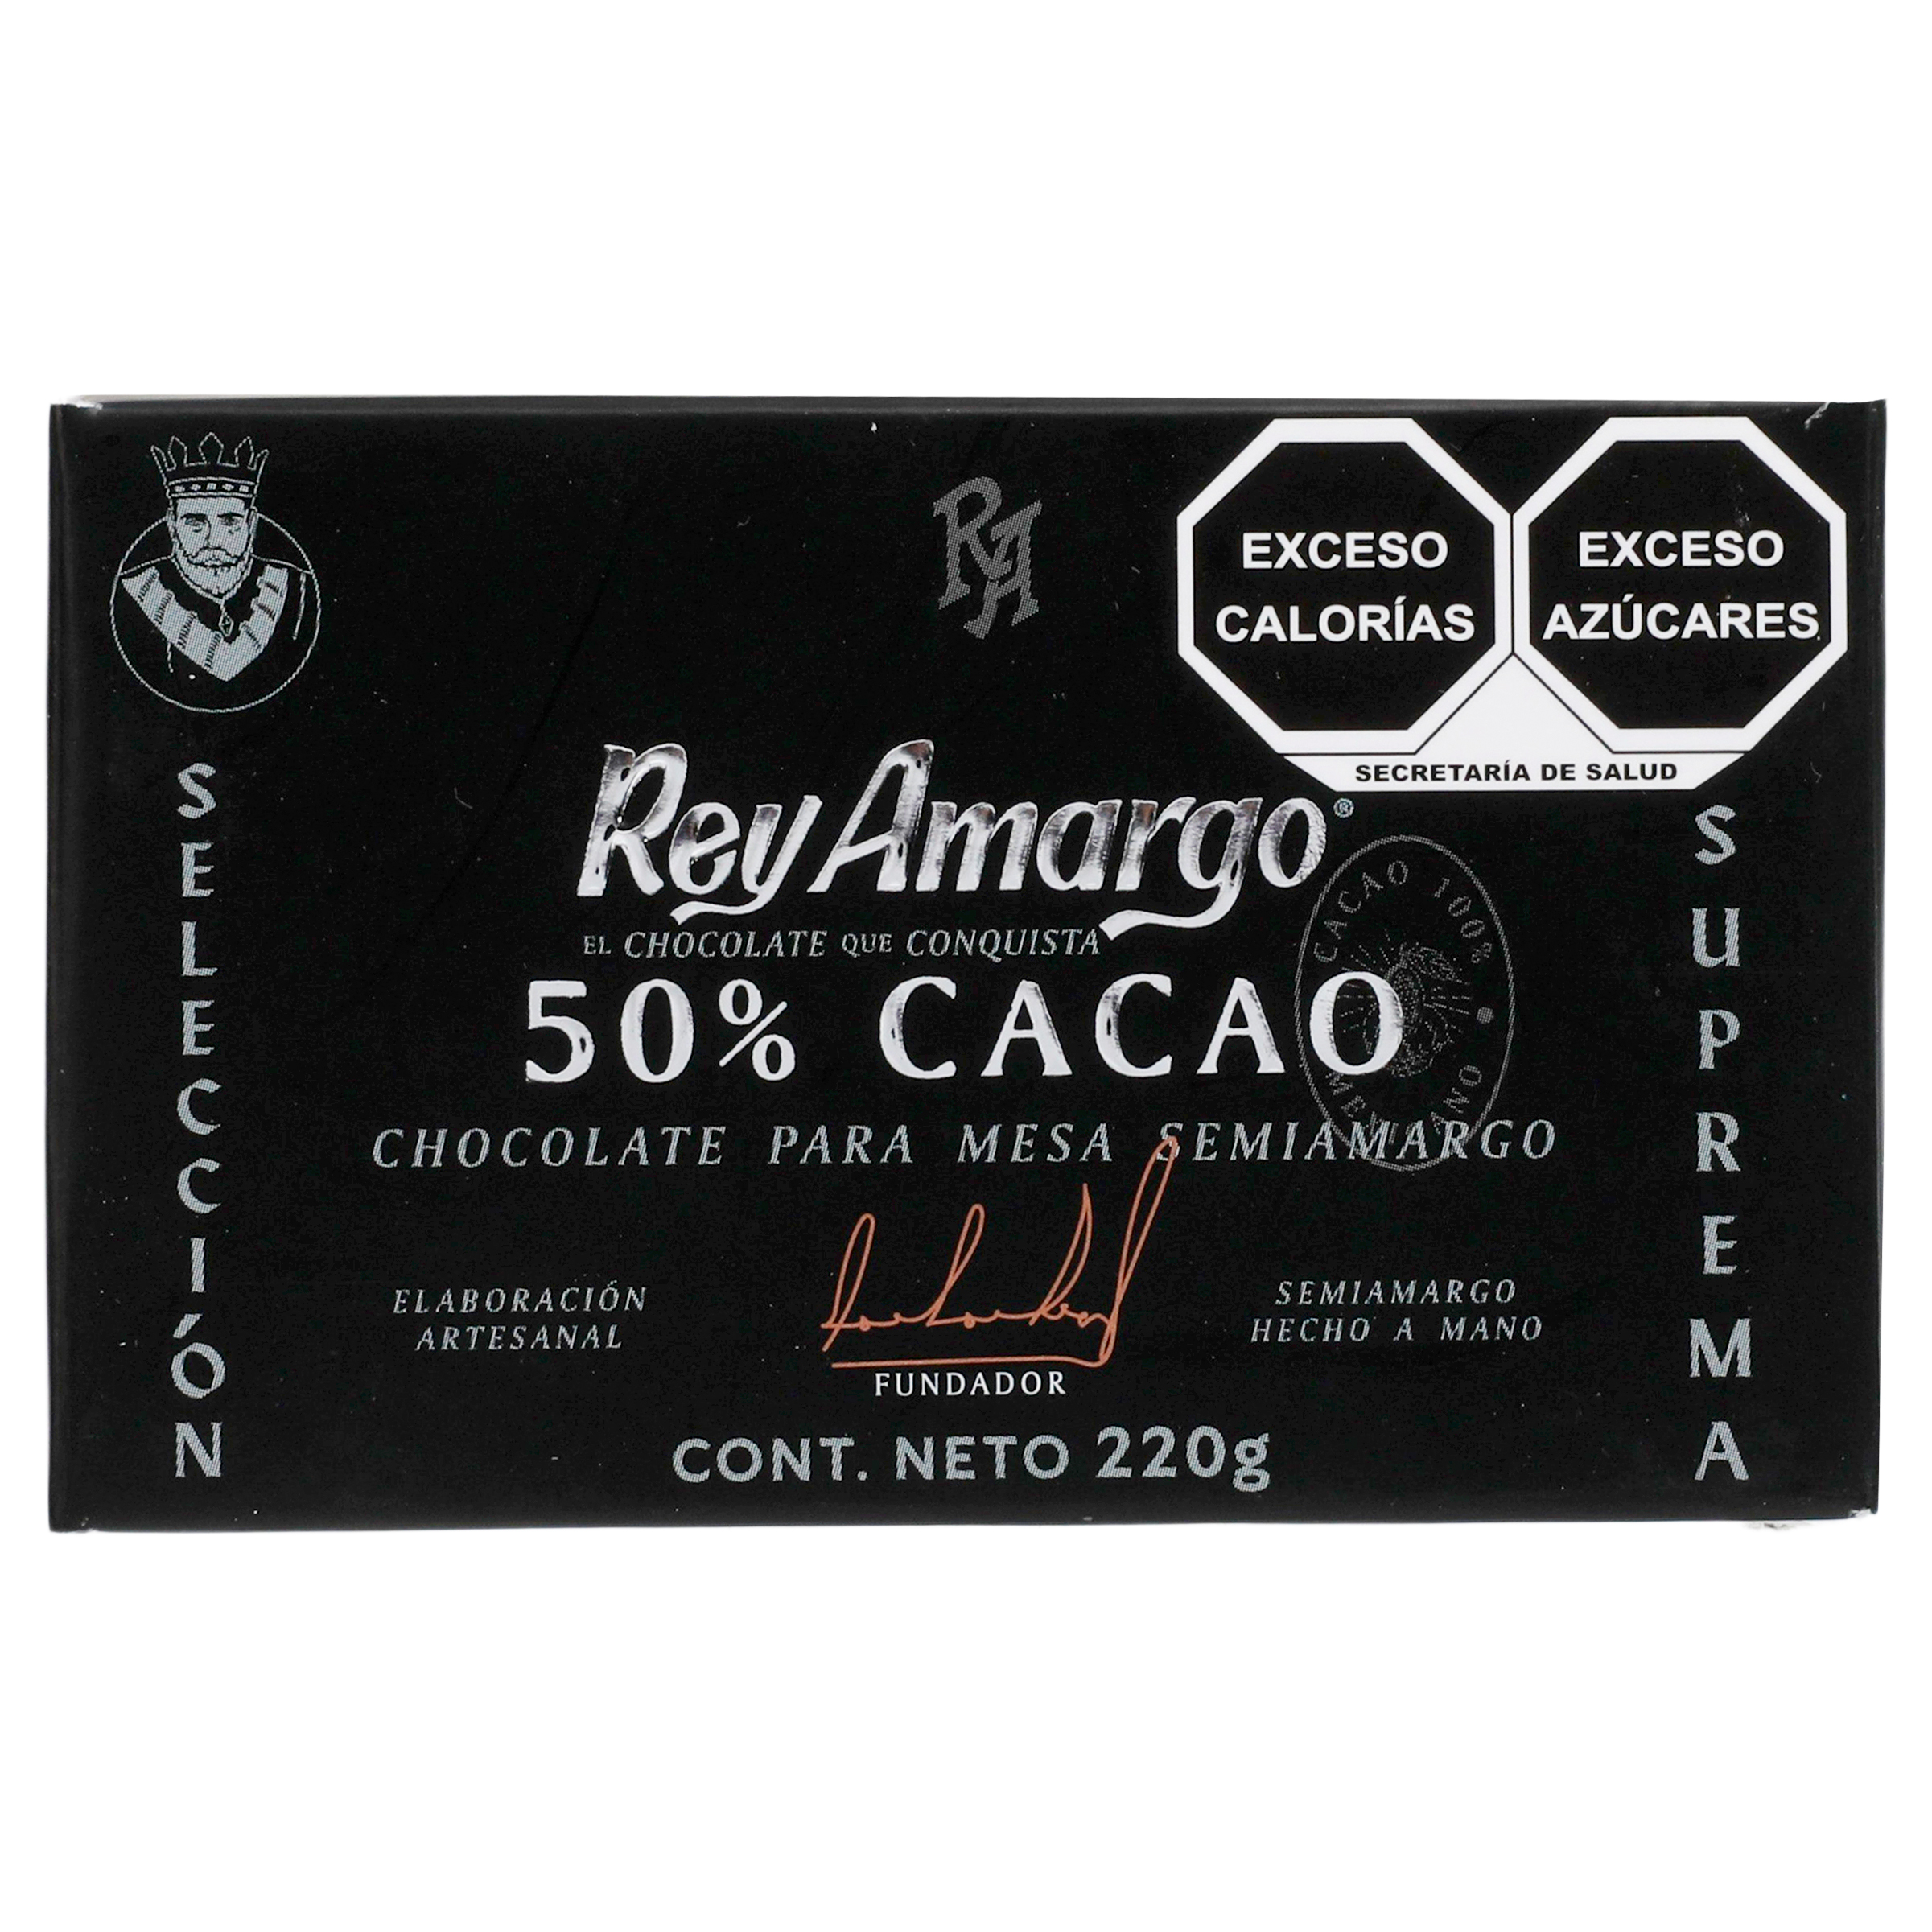 RA
EXCESO
CALORÍAS
EXCESO
AZÚCARES
SECRETARÍA DE SALUD
SELECCIÓN
SUPREMA
Rey Amargo®
EL CHOCOLATE QUE CONQUISTA
CACAO 100% MEXICANO
50% CACAO
CHOCOLATE PARA MESA SEMIAMARGO
ELABORACIÓN
ARTESANAL
FUNDADOR
SEMIAMARGO
HECHO A MANO
CONT. NETO 220g